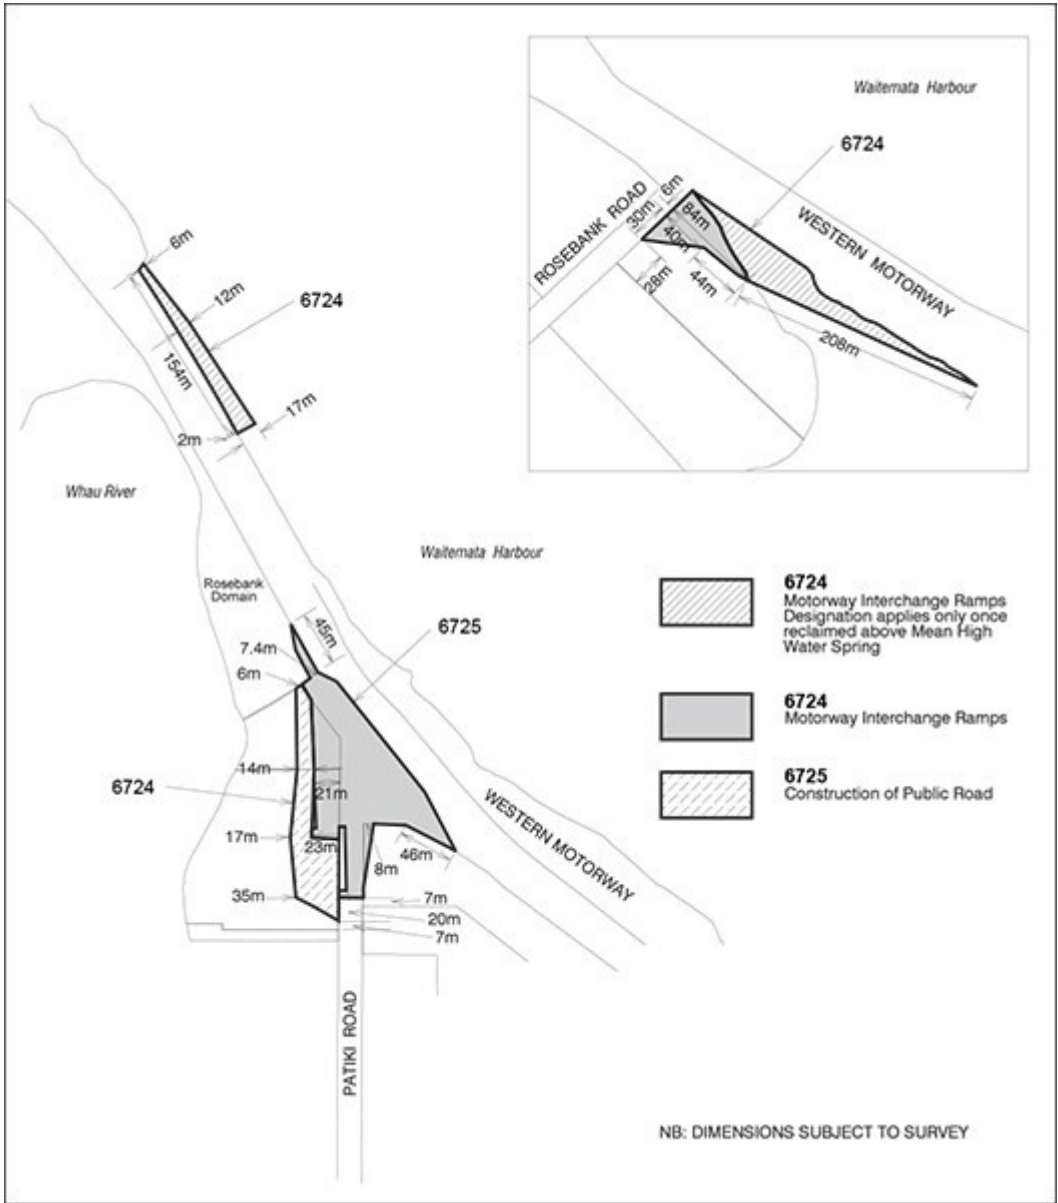 Waitemata Harbour
6724
6m
84m
30m
40m
ROSEBANK ROAD
WESTERN MOTORWAY
28m
44m
208m
6m
12m
6724
154m
17m
2m
Whau River
Waitemata Harbour
Rosebank
Domain
45m
6725
7.4m
6m
14m
6724
21m
WESTERN MOTORWAY
17m
23m
46m
8m
35m
7m
20m
7m
PATIKI ROAD
6724
Motorway Interchange Ramps
Designation applies only once
reclaimed above Mean High
Water Spring
6724
Motorway Interchange Ramps
6725
Construction of Public Road
NB: DIMENSIONS SUBJECT TO SURVEY